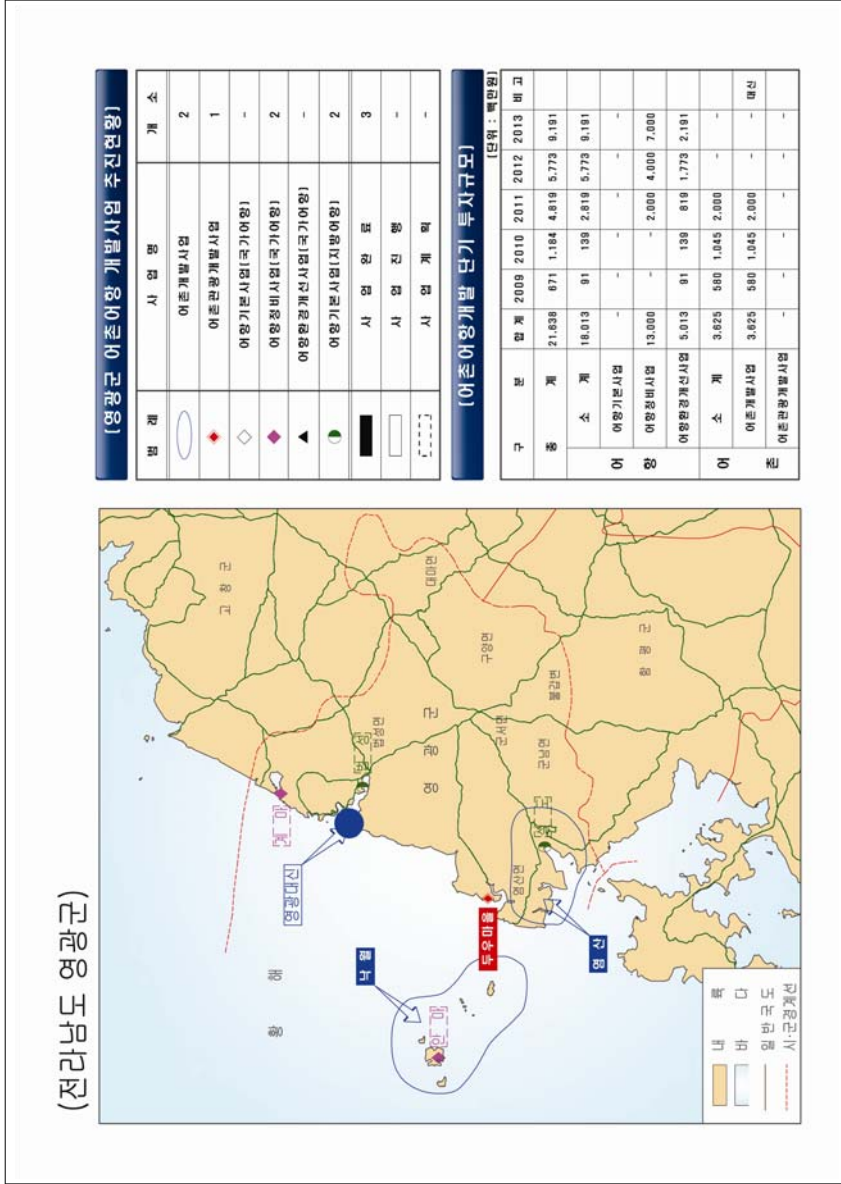 (전라남도 영광군)
고창군
대마면
법성
법성면
계마
영광대신
영광군
구양면
군서면
불갑면
함평군
군남면
염산면
두우마을
염산
황해
낙월
안마
내륙
바다
일반국도
시·군경계선
[영광군 어촌어항 개발사업 추진현황]
범례 사업명 개소
어촌개발사업 2
어촌관광개발사업 1
어항기본사업(국가어항) -
어항정비사업(국가어항) 2
어항환경개선사업(국가어항) -
어항기본사업(지방어항) 2
사업완료 3
사업진행 -
사업계획 -
[어촌어항개발 단기 투자규모]
(단위 : 백만원)
구분 합계 2009 2010 2011 2012 2013 비고
총계 21,638 671 1,184 4,819 5,773 9,191
어항 소계 18,013 91 139 2,819 5,773 9,191
어항기본사업 - - - - - -
어항정비사업 13,000 - - 2,000 4,000 7,000
어항환경개선사업 5,013 91 139 819 1,773 2,191
어촌 소계 3,625 580 1,045 2,000 - -
어촌개발사업 3,625 580 1,045 2,000 - - 대신
어촌관광개발사업 - - - - - -